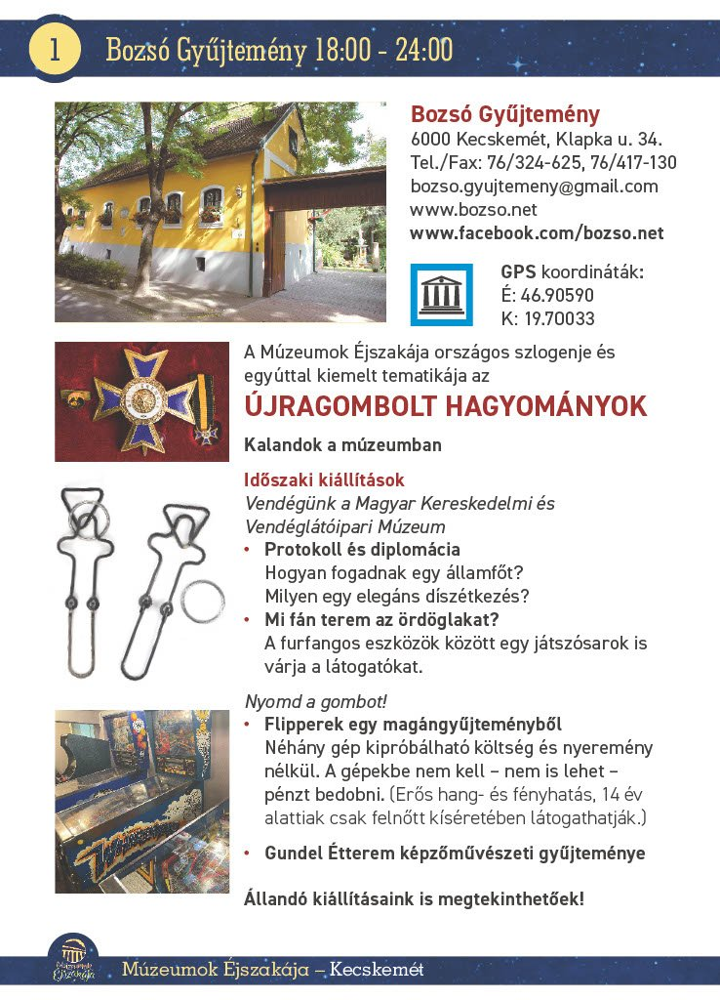 1
Bozsó Gyűjtemény 18:00 - 24:00
Bozsó Gyűjtemény
6000 Kecskemét, Klapka u. 34.
Tel./Fax: 76/324-625, 76/417-130
bozso.gyujtemeny@gmail.com
www.bozso.net
www.facebook.com/bozso.net
GPS koordináták:
É: 46.90590
K: 19.70033
A Múzeumok Éjszakája országos szlogenje és
egyúttal kiemelt tematikája az
ÚJRAGOMBOLT HAGYOMÁNYOK
Kalandok a múzeumban
Időszaki kiállítások
Vendégünk a Magyar Kereskedelmi és
Vendéglátóipari Múzeum
• Protokoll és diplomácia
Hogyan fogadnak egy államfőt?
Milyen egy elegáns díszétkezés?
• Mi fán terem az ördöglakat?
A furfangos eszközök között egy játszósarok is
várja a látogatókat.
Nyomd a gombot!
• Flipperek egy magángyűjteményből
Néhány gép kipróbálható költség és nyeremény
nélkül. A gépekbe nem kell – nem is lehet –
pénzt bedobni. (Erős hang- és fényhatás, 14 év
alattiak csak felnőtt kíséretében látogathatják.)
• Gundel Étterem képzőművészeti gyűjteménye
Állandó kiállításaink is megtekinthetőek!
Múzeumok Éjszakája
Múzeumok Éjszakája – Kecskemét